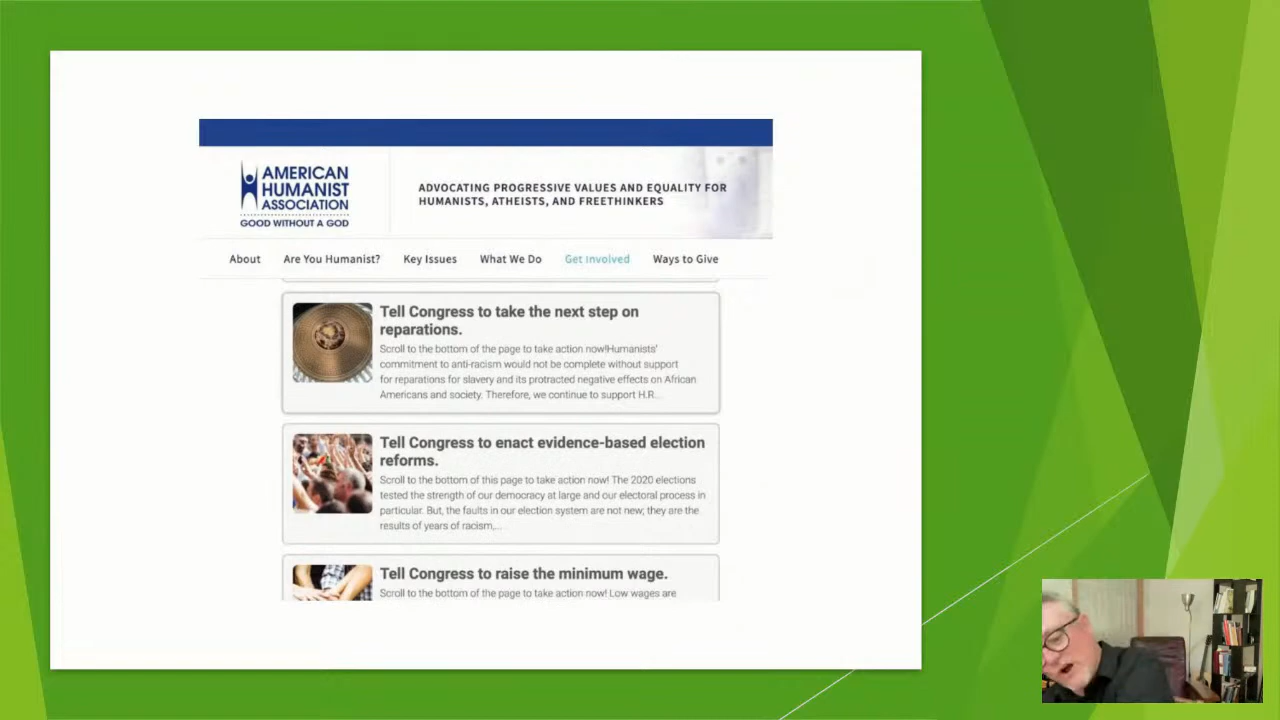 AMERICAN
HUMANIST
ASSOCIATION
GOOD WITHOUT A GOD
ADVOCATING PROGRESSIVE VALUES AND EQUALITY FOR
HUMANISTS, ATHEISTS, AND FREETHINKERS
About Are You Humanist? Key Issues What We Do Get Involved Ways to Give
Tell Congress to take the next step on
reparations.
Scroll to the bottom of the page to take action now!Humanists'
commitment to anti-racism would not be complete without support
for reparations for slavery and its protracted negative effects on African
Americans and society. Therefore, we continue to support H.R...
Tell Congress to enact evidence-based election
reforms.
Scroll to the bottom of this page to take action now! The 2020 elections
tested the strength of our democracy at large and our electoral process in
particular. But, the faults in our election system are not new; they are the
results of years of racism,...
Tell Congress to raise the minimum wage.
Scroll to the bottom of the page to take action now! Low wages are